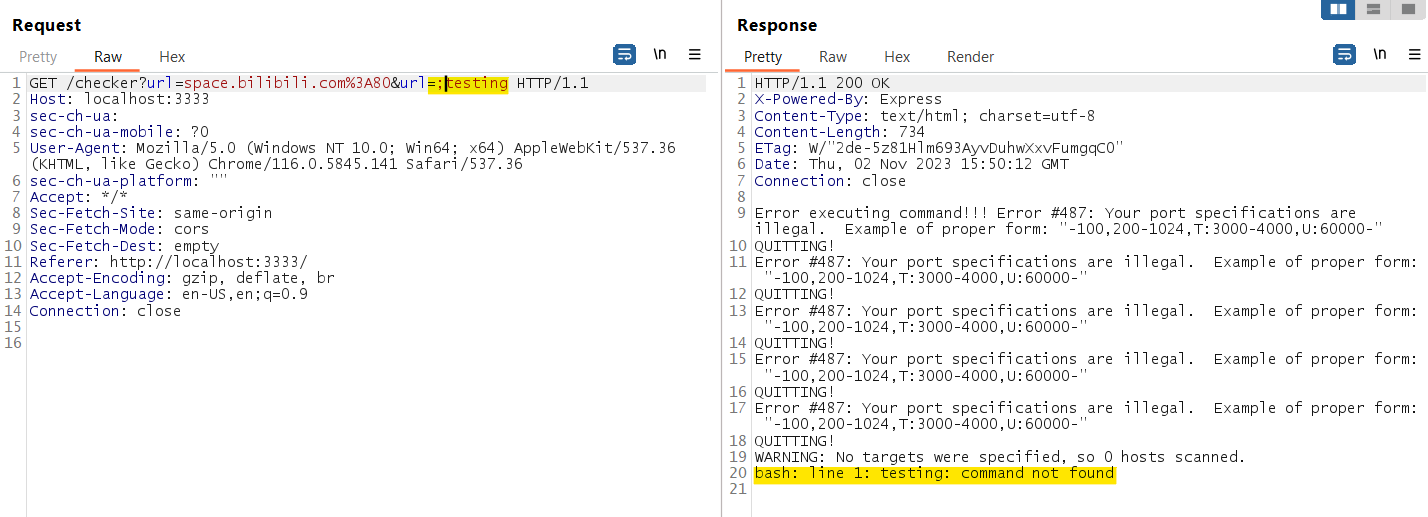 Request
Pretty Raw Hex \n
1 GET /checker?url=space.bilibili.com%3A80&url=;testing HTTP/1.1
2 Host: localhost:3333
3 sec-ch-ua:
4 sec-ch-ua-mobile: ?0
5 User-Agent: Mozilla/5.0 (Windows NT 10.0; Win64; x64) AppleWebKit/537.36
(KHTML, like Gecko) Chrome/116.0.5845.141 Safari/537.36
6 sec-ch-ua-platform: ""
7 Accept: */*
8 Sec-Fetch-Site: same-origin
9 Sec-Fetch-Mode: cors
10 Sec-Fetch-Dest: empty
11 Referer: http://localhost:3333/
12 Accept-Encoding: gzip, deflate, br
13 Accept-Language: en-US,en;q=0.9
14 Connection: close
15
16
Response
Pretty Raw Hex Render \n
1 HTTP/1.1 200 OK
2 X-Powered-By: Express
3 Content-Type: text/html; charset=utf-8
4 Content-Length: 734
5 ETag: W/"2de-5z81Hlm693AyvDuhwXxvFumgqC0"
6 Date: Thu, 02 Nov 2023 15:50:12 GMT
7 Connection: close
8
9 Error executing command!!! Error #487: Your port specifications are
illegal.  Example of proper form: "-100,200-1024,T:3000-4000,U:60000-"
10 QUITTING!
11 Error #487: Your port specifications are illegal.  Example of proper form:
"-100,200-1024,T:3000-4000,U:60000-"
12 QUITTING!
13 Error #487: Your port specifications are illegal.  Example of proper form:
"-100,200-1024,T:3000-4000,U:60000-"
14 QUITTING!
15 Error #487: Your port specifications are illegal.  Example of proper form:
"-100,200-1024,T:3000-4000,U:60000-"
16 QUITTING!
17 Error #487: Your port specifications are illegal.  Example of proper form:
"-100,200-1024,T:3000-4000,U:60000-"
18 QUITTING!
19 WARNING: No targets were specified, so 0 hosts scanned.
20 bash: line 1: testing: command not found
21